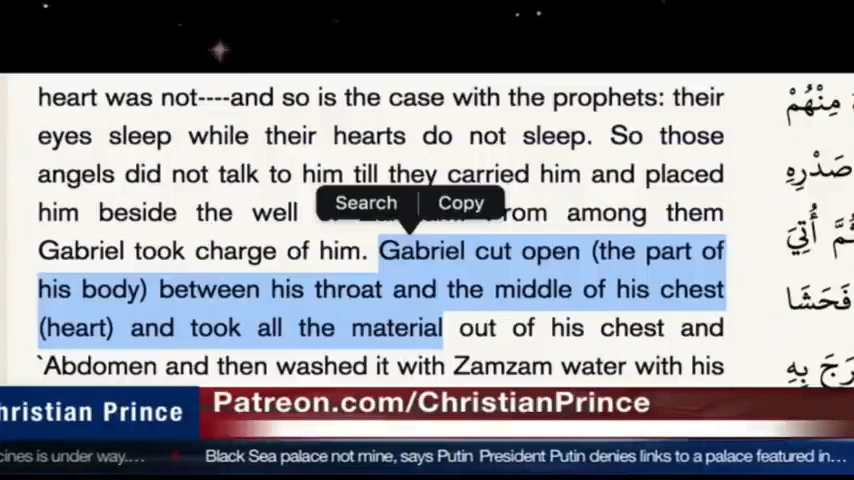 heart was not----and so is the case with the prophets: their
eyes sleep while their hearts do not sleep. So those
angels did not talk to him till they carried him and placed
Search Copy
him beside the well from among them
Gabriel took charge of him. Gabriel cut open (the part of
his body) between his throat and the middle of his chest
(heart) and took all the material out of his chest and
`Abdomen and then washed it with Zamzam water with his
مِنْهُمْ
صَدْرِهِ
ثُمَّ أُتِيَ
فَحَشَا
رَجَ بِهِ
hristian Prince
Patreon.com/ChristianPrince
cines is under way....
Black Sea palace not mine, says Putin President Putin denies links to a palace featured in...